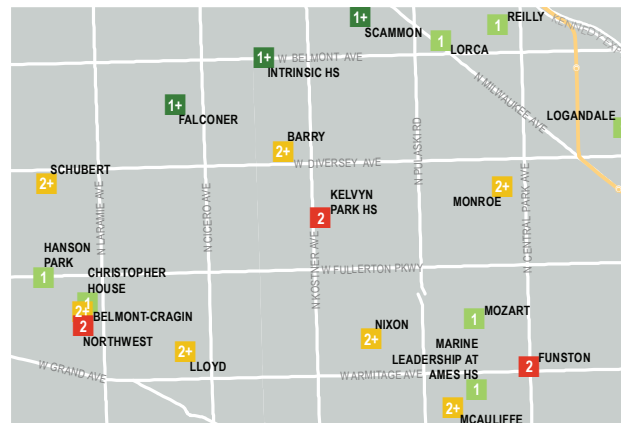 1+
SCAMMON
1
REILLY
KENNEDY EXP
1
LORCA
1+
W BELMONT AVE
INTRINSIC HS
N MILWAUKEE AVE
1+
FALCONER
LOGANDALE
BARRY
2+
W DIVERSEY AVE
N PULASKI RD
SCHUBERT
2+
N LARAMIE AVE
N CICERO AVE
KELVYN
PARK HS
2
N KOSTNER AVE
MONROE
2+
N CENTRAL PARK AVE
HANSON
PARK
1
W FULLERTON PKWY
CHRISTOPHER
HOUSE
1
2+
BELMONT-CRAGIN
2
NORTHWEST
MOZART
1
NIXON
2+
MARINE
LEADERSHIP AT
AMES HS
1
2+
LLOYD
W GRAND AVE
W ARMITAGE AVE
2
FUNSTON
2+
MCAULIFFE